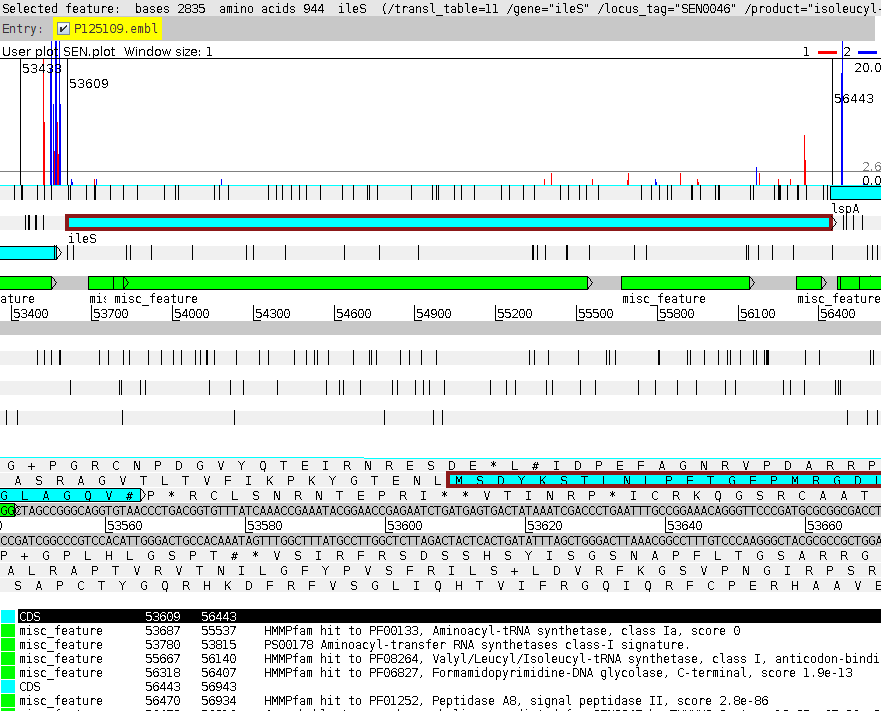 Selected feature:  bases 2835  amino acids 944  ileS  (/transl_table=11 /gene="ileS" /locus_tag="SEN0046" /product="isoleucyl-
Entry: P125109.embl
User plot SEN.plot  Window size: 1
1 2
53433
20.0
53609
56443
2.6
0.0
lspA
ileS
ature misc_feature misc_feature misc_feature
53400 53700 54000 54300 54600 54900 55200 55500 55800 56100 56400
G + P G R C N P D G V Y Q T E I R N R E S D E * L # I D P E F A G N R V P D A R R P
A S R A G V T L T V F I K P K Y G T E N L M S D Y K S T L N L P E T G F P M R G D L
G L A G Q V # P * R C L S N R N T E P R I * * V T I N R P * I C R K Q G S R C A A T
53560 53580 53600 53620 53640 53660
P + G P L H L G S P T # * V S I R F R S D S S H S Y I S G S N A P F L T G S A R R G
A L R A P T V R V T N I L G F Y P V S F R I L S + L D V R F K G S V P N G I R P S R
S A P C T Y G Q R H K D F R F V S G L I Q H T V I F R G Q I Q R F C P E R H A A V
CDS 53609 56443
misc_feature 53687 55537 HMMPfam hit to PF00133, Aminoacyl-tRNA synthetase, class Ia, score 0
misc_feature 53780 53815 PS00178 Aminoacyl-transfer RNA synthetases class-I signature.
misc_feature 55667 56140 HMMPfam hit to PF08264, Valyl/Leucyl/Isoleucyl-tRNA synthetase, class I, anticodon-bindi
misc_feature 56318 56407 HMMPfam hit to PF06827, Formamidopyrimidine-DNA glycolase, C-terminal, score 1.9e-13
CDS 56443 56943
misc_feature 56470 56934 HMMPfam hit to PF01252, Peptidase A8, signal peptidase II, score 2.8e-86